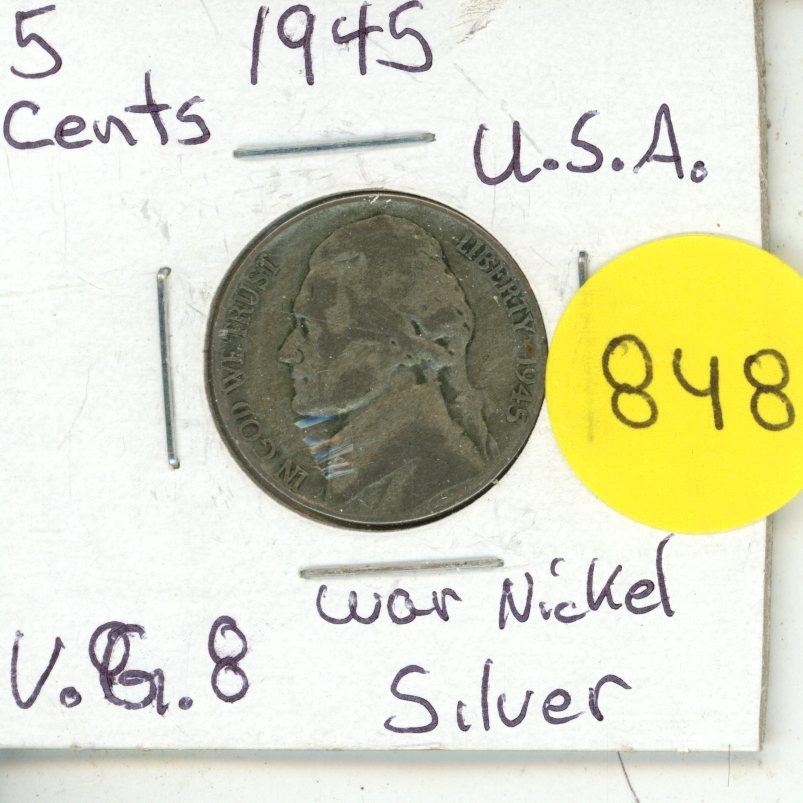 5 1945
Cents
U.S.A.
IN GOD WE TRUST
LIBERTY 1945
848
war Nickel
V.G.8
Silver